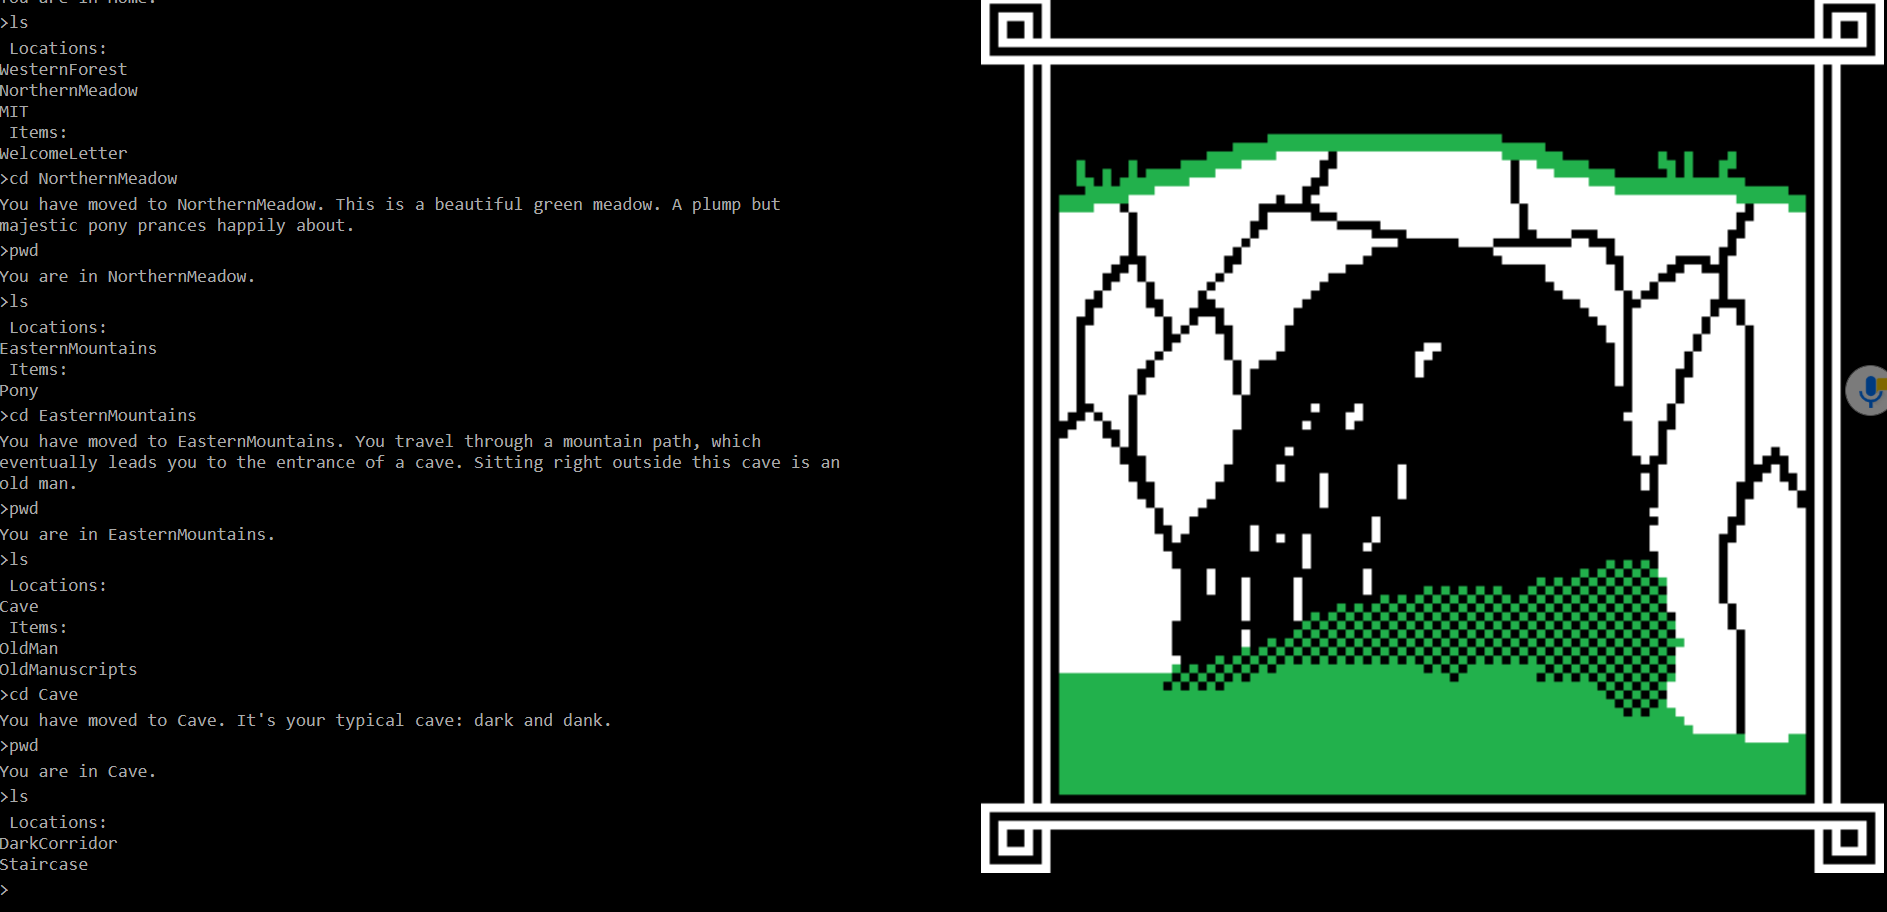 You are in Home.
>ls
Locations:
WesternForest
NorthernMeadow
MIT
Items:
WelcomeLetter
>cd NorthernMeadow
You have moved to NorthernMeadow. This is a beautiful green meadow. A plump but
majestic pony prances happily about.
>pwd
You are in NorthernMeadow.
>ls
Locations:
EasternMountains
Items:
Pony
>cd EasternMountains
You have moved to EasternMountains. You travel through a mountain path, which
eventually leads you to the entrance of a cave. Sitting right outside this cave is an
old man.
>pwd
You are in EasternMountains.
>ls
Locations:
Cave
Items:
OldMan
OldManuscripts
>cd Cave
You have moved to Cave. It's your typical cave: dark and dank.
>pwd
You are in Cave.
>ls
Locations:
DarkCorridor
Staircase
>